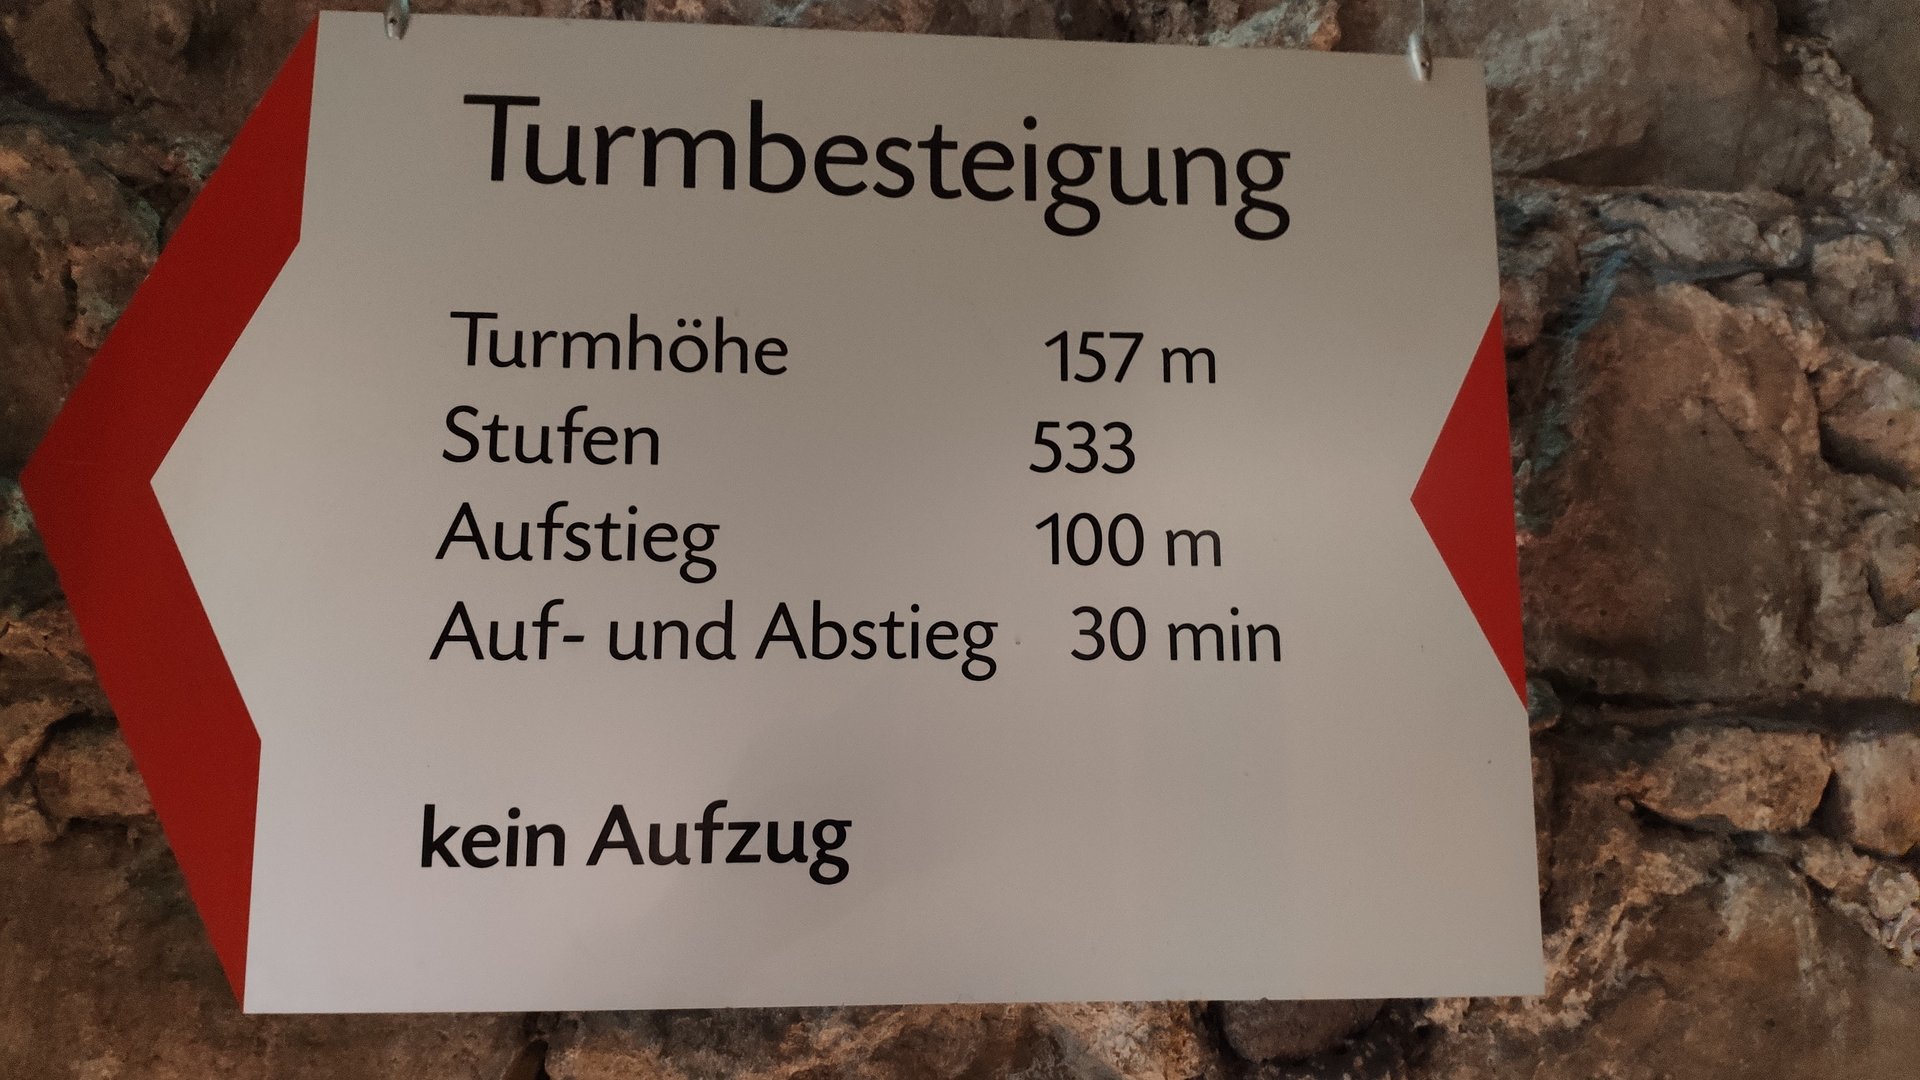 Turmbesteigung
Turmhöhe 157 m
Stufen 533
Aufstieg 100 m
Auf- und Abstieg 30 min
kein Aufzug